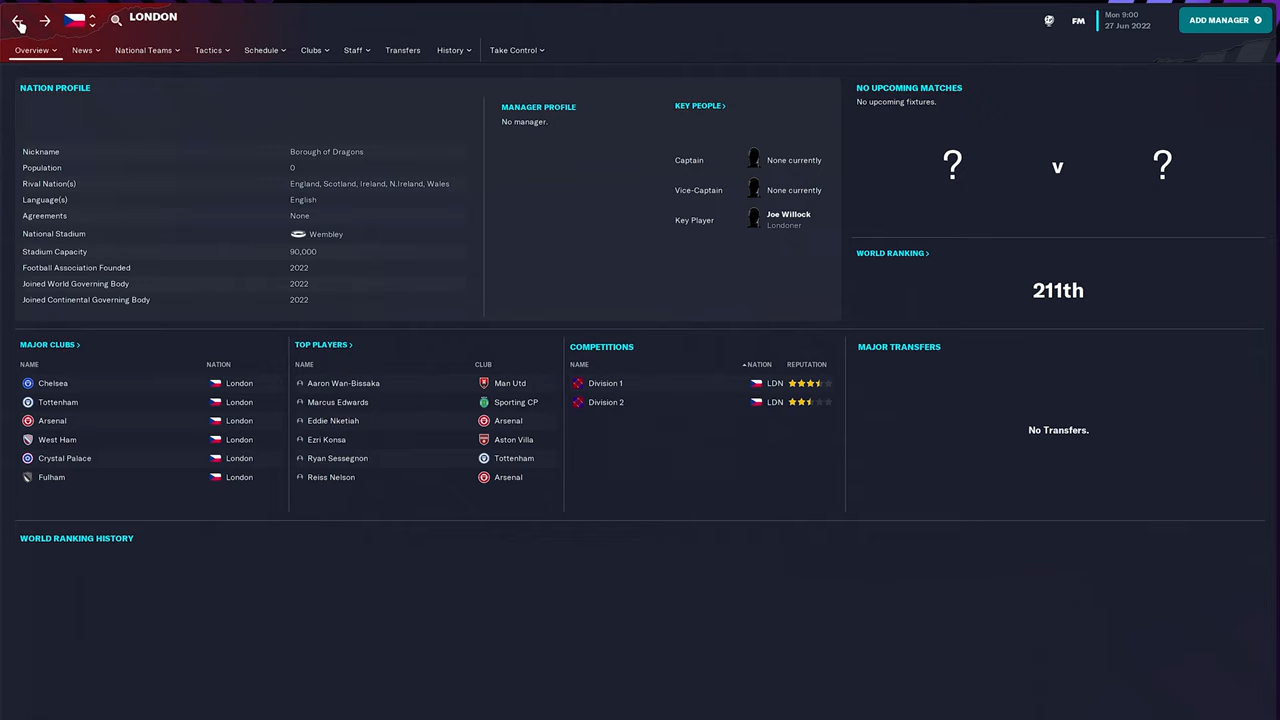 LONDON
Mon 9:00
27 Jun 2022
FM
ADD MANAGER
Overview News National Teams Tactics Schedule Clubs Staff Transfers History Take Control
NATION PROFILE
Nickname Borough of Dragons
Population 0
Rival Nation(s) England, Scotland, Ireland, N.Ireland, Wales
Language(s) English
Agreements None
National Stadium Wembley
Stadium Capacity 90,000
Football Association Founded 2022
Joined World Governing Body 2022
Joined Continental Governing Body 2022
MANAGER PROFILE
No manager.
KEY PEOPLE
Captain None currently
Vice-Captain None currently
Key Player Joe Willock
Londoner
NO UPCOMING MATCHES
No upcoming fixtures.
? v ?
WORLD RANKING
211th
MAJOR CLUBS
NAME NATION
Chelsea London
Tottenham London
Arsenal London
West Ham London
Crystal Palace London
Fulham London
TOP PLAYERS
NAME CLUB
Aaron Wan-Bissaka Man Utd
Marcus Edwards Sporting CP
Eddie Nketiah Arsenal
Ezri Konsa Aston Villa
Ryan Sessegnon Tottenham
Reiss Nelson Arsenal
COMPETITIONS
NAME NATION REPUTATION
Division 1 LDN
Division 2 LDN
MAJOR TRANSFERS
No Transfers.
WORLD RANKING HISTORY